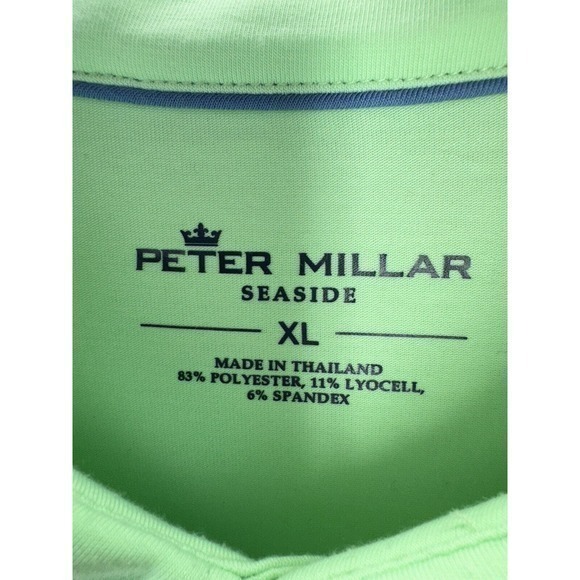 PETER MILLAR
SEASIDE
XL
MADE IN THAILAND
83% POLYESTER, 11% LYOCELL,
6% SPANDEX